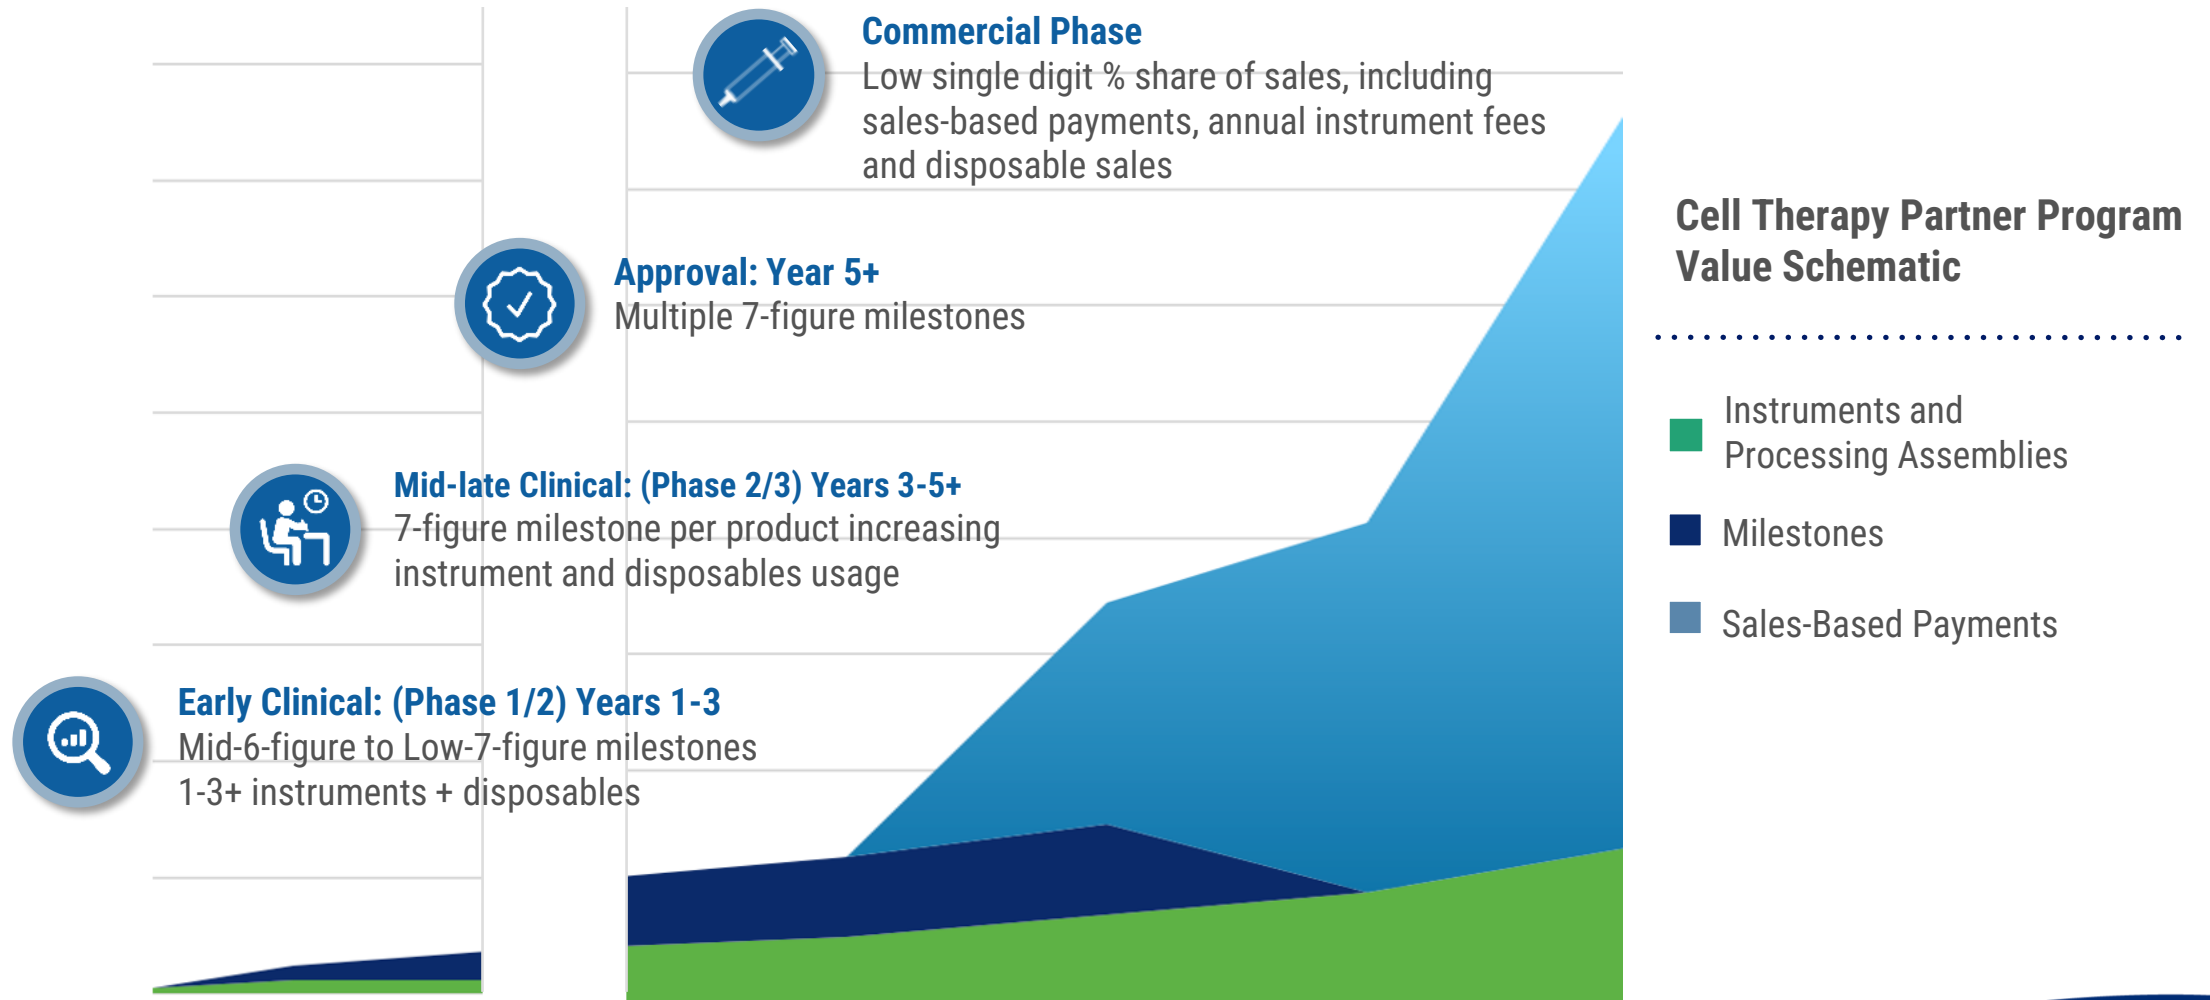 Commercial Phase
Low single digit % share of sales, including
sales-based payments, annual instrument fees
and disposable sales
Approval: Year 5+
Multiple 7-figure milestones
Mid-late Clinical: (Phase 2/3) Years 3-5+
7-figure milestone per product increasing
instrument and disposables usage
Early Clinical: (Phase 1/2) Years 1-3
Mid-6-figure to Low-7-figure milestones
1-3+ instruments + disposables
Cell Therapy Partner Program
Value Schematic
Instruments and
Processing Assemblies
Milestones
Sales-Based Payments